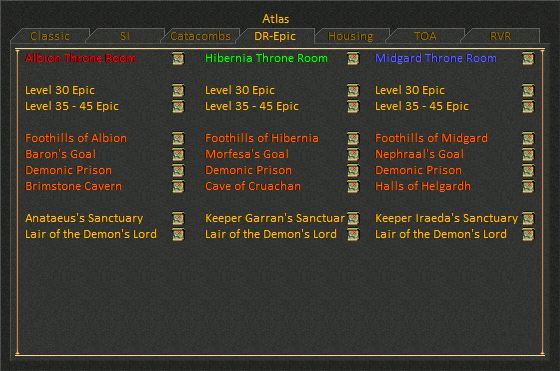 Atlas
Classic SI Catacombs DR-Epic Housing TOA RVR
Albion Throne Room Hibernia Throne Room Midgard Throne Room
Level 30 Epic Level 30 Epic Level 30 Epic
Level 35 - 45 Epic Level 35 - 45 Epic Level 35 - 45 Epic
Foothills of Albion Foothills of Hibernia Foothills of Midgard
Baron's Goal Morfesa's Goal Nephraal's Goal
Demonic Prison Demonic Prison Demonic Prison
Brimstone Cavern Cave of Cruachan Halls of Helgardh
Anataeus's Sanctuary Keeper Garran's Sanctuar Keeper Iraeda's Sanctuary
Lair of the Demon's Lord Lair of the Demon's Lord Lair of the Demon's Lord